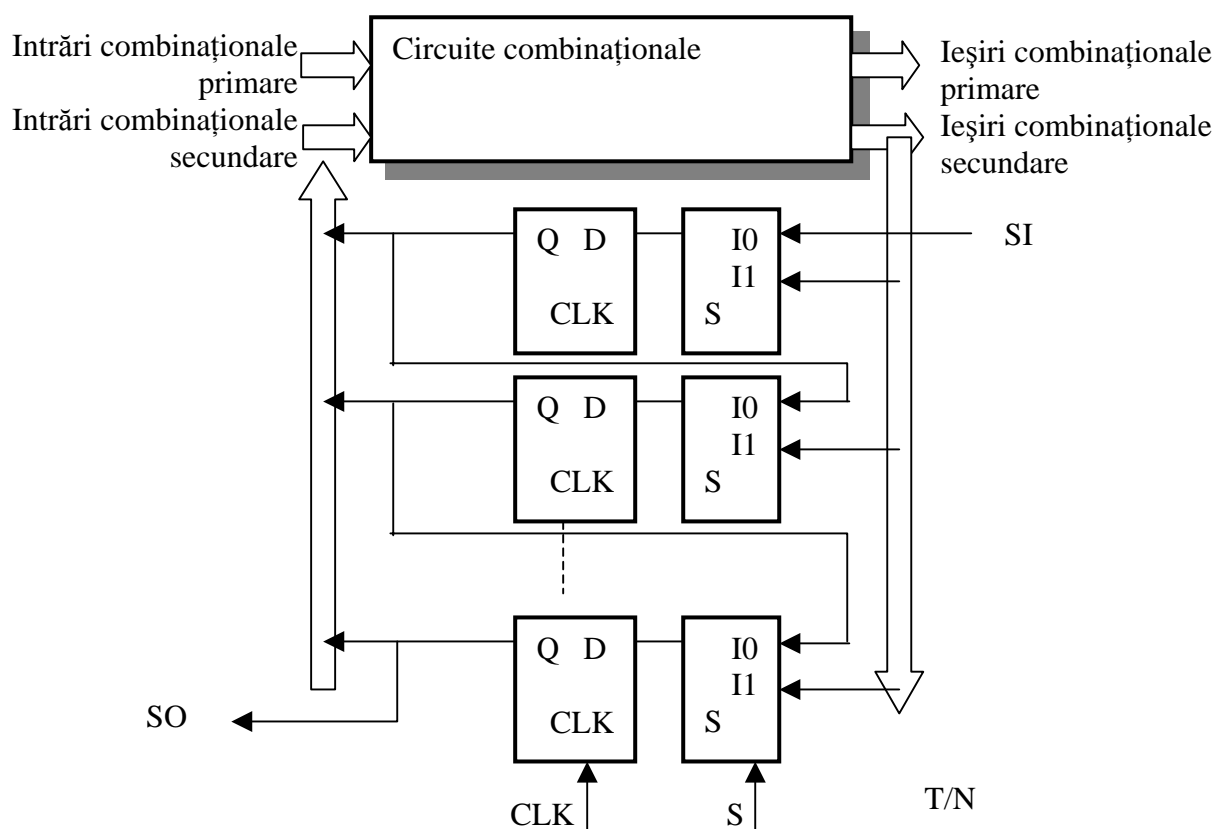 Intrări combinaționale
primare
Intrări combinaționale
secundare
Circuite combinaționale
Ieşiri combinaționale
primare
Ieşiri combinaționale
secundare
Q D
CLK
I0
I1
S
SI
Q D
CLK
I0
I1
S
Q D
CLK
I0
I1
S
SO
CLK
S
T/N